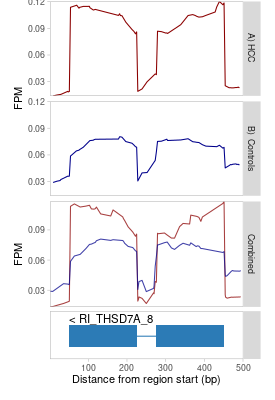 0.12
0.09
0.06
0.03
FPM
A) HCC
0.12
0.09
0.06
0.03
B) Controls
0.09
0.06
0.03
FPM
Combined
< RI_THSD7A_8
100 200 300 400 500
Distance from region start (bp)